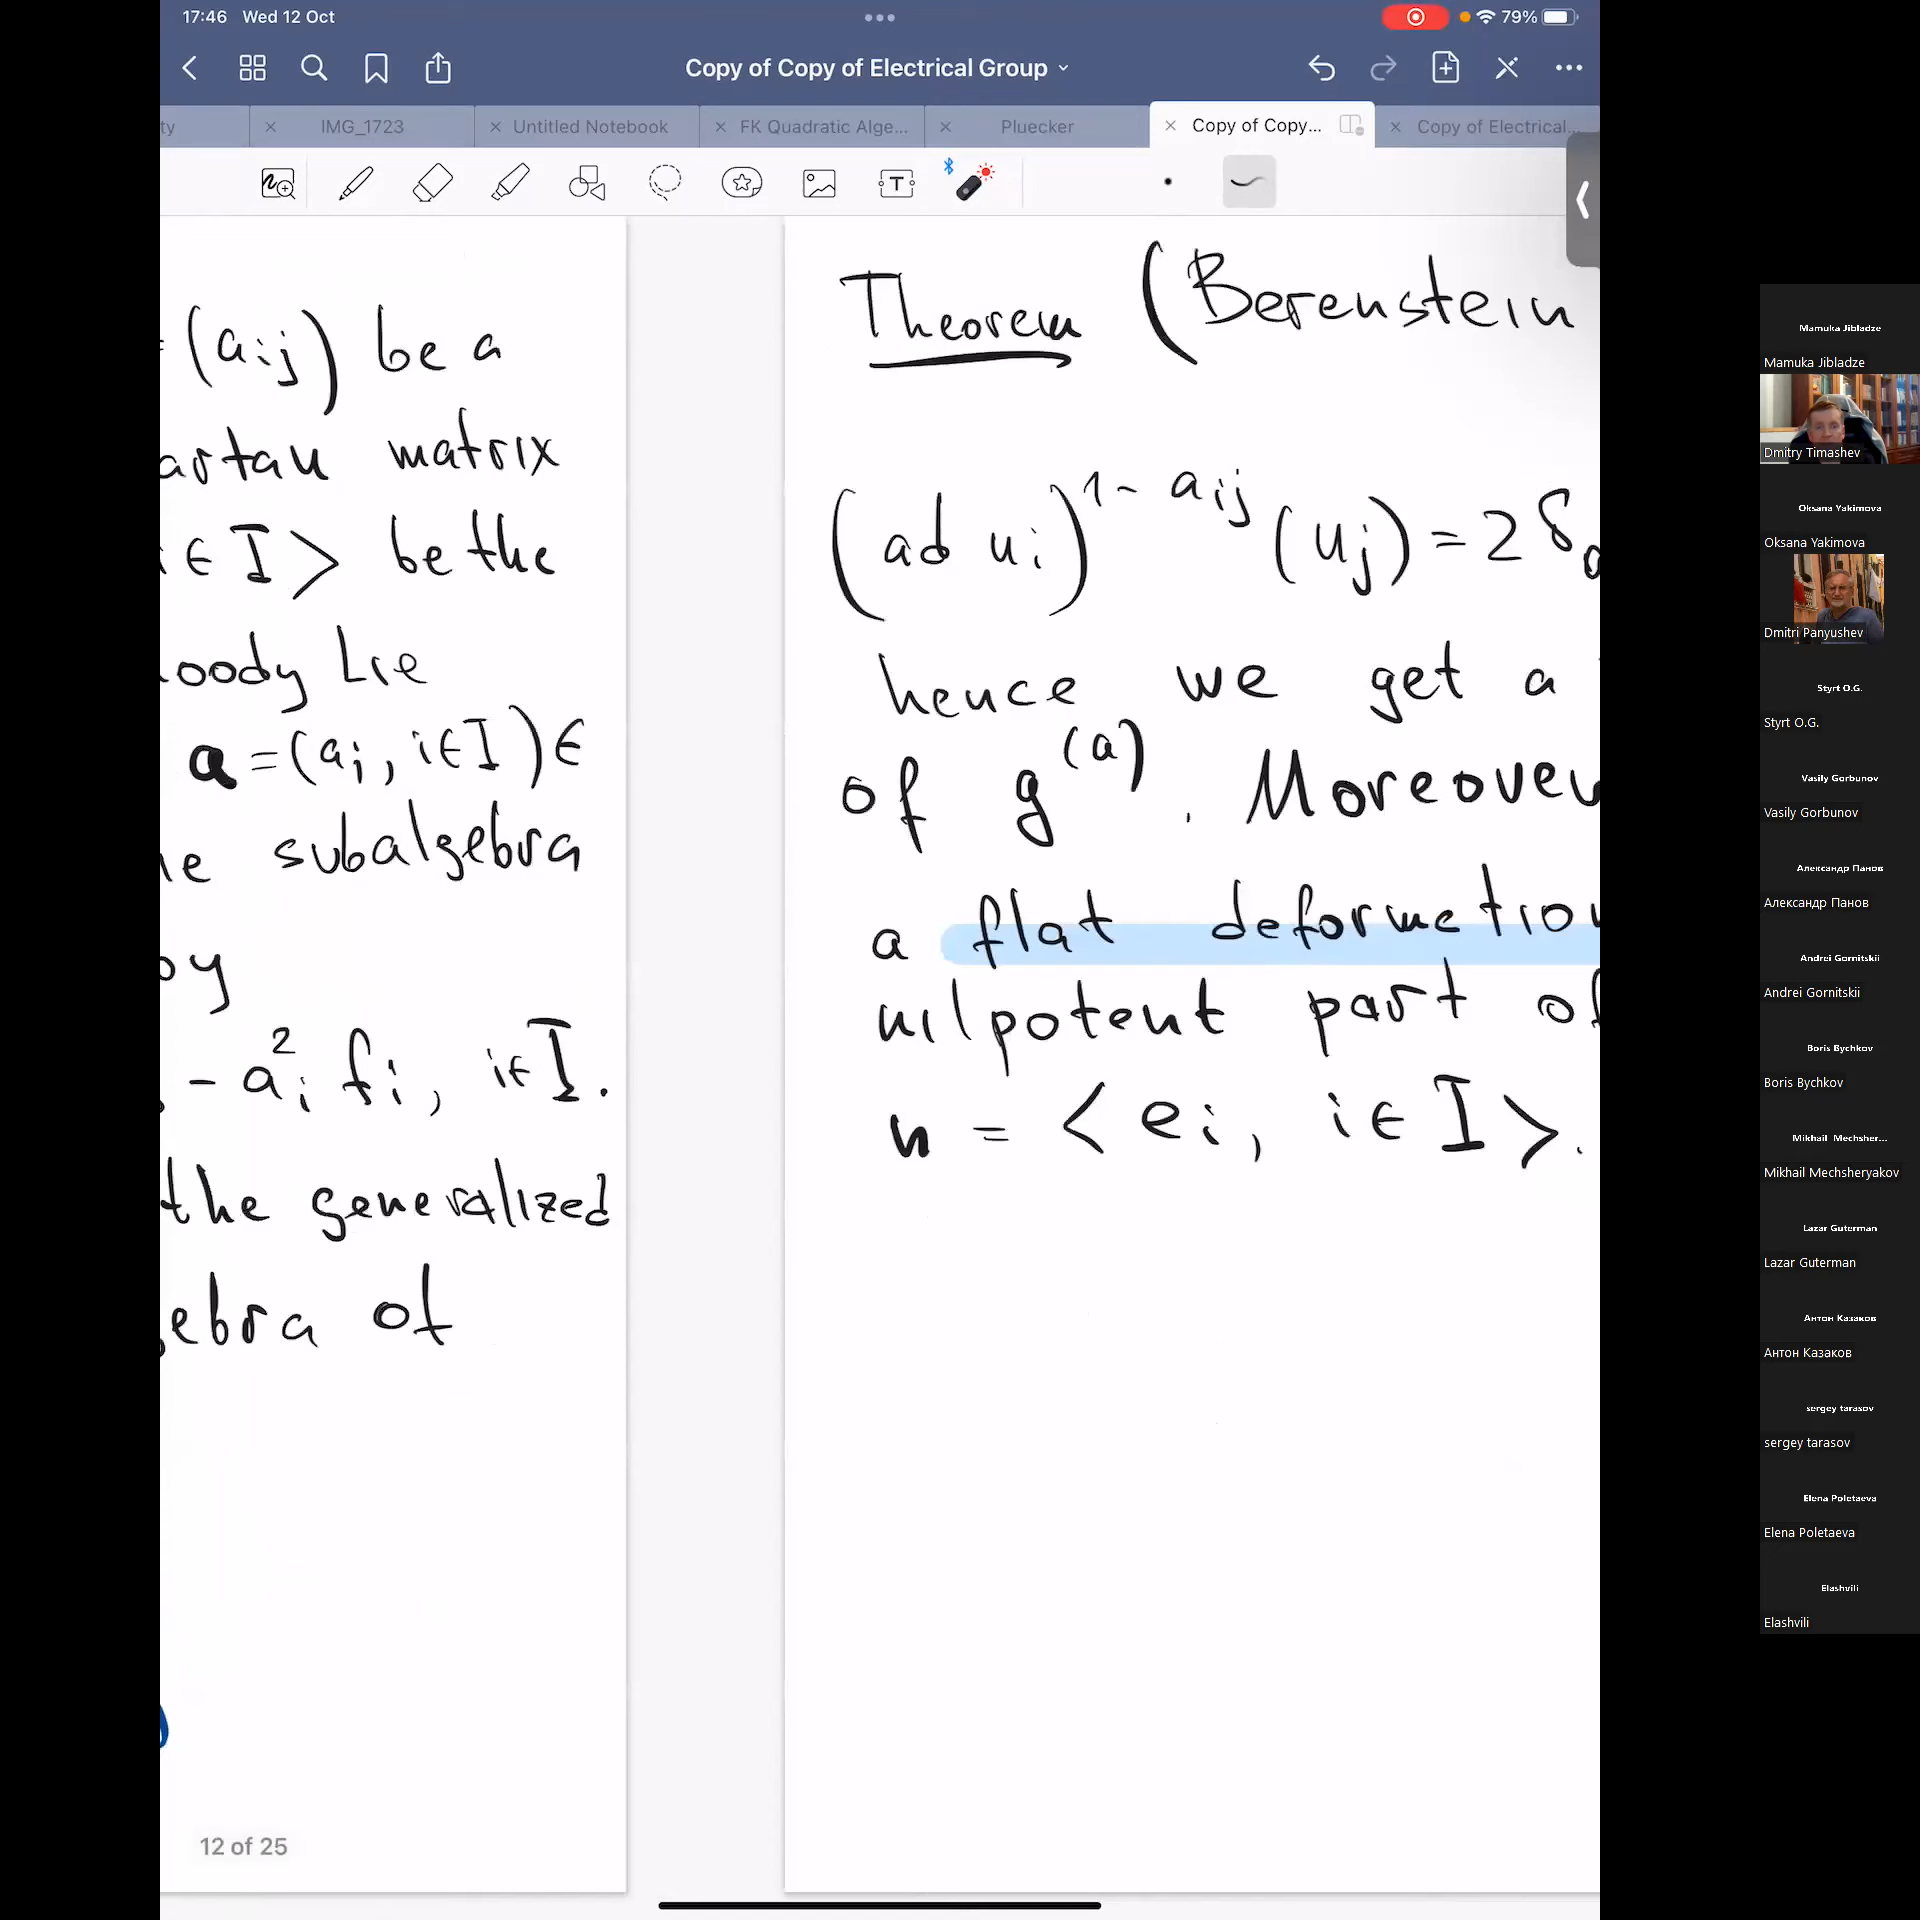 17:46 Wed 12 Oct
79%
Copy of Copy of Electrical Group
ty
IMG_1723
Untitled Notebook
FK Quadratic Alge...
Pluecker
Copy of Copy...
Copy of Electrical...
T
(aij) be a
matrix
i ∈ I > be the
Lie
a = (ai, i∈I) ∈
subalgebra
- ai² fi, i∈I.
the generalized
of
12 of 25
Theorem (Berenstein
(ad ui)^1-aij (uj) = 2δ
hence we get a
of g^(a). Moreover
a flat deformation
nilpotent part of
n = < ei, i∈I >.
Mamuka Jibladze
Mamuka Jibladze
Dmitry Timashev
Oksana Yakimova
Oksana Yakimova
Dmitri Panyushev
Styrt O.G.
Styrt O.G.
Vasily Gorbunov
Vasily Gorbunov
Александр Панов
Александр Панов
Andrei Gornitskii
Andrei Gornitskii
Boris Bychkov
Boris Bychkov
Mikhail Mechsher...
Mikhail Mechsheryakov
Lazar Guterman
Lazar Guterman
Антон Казаков
Антон Казаков
sergey tarasov
sergey tarasov
Elena Poletaeva
Elena Poletaeva
Elashvili
Elashvili